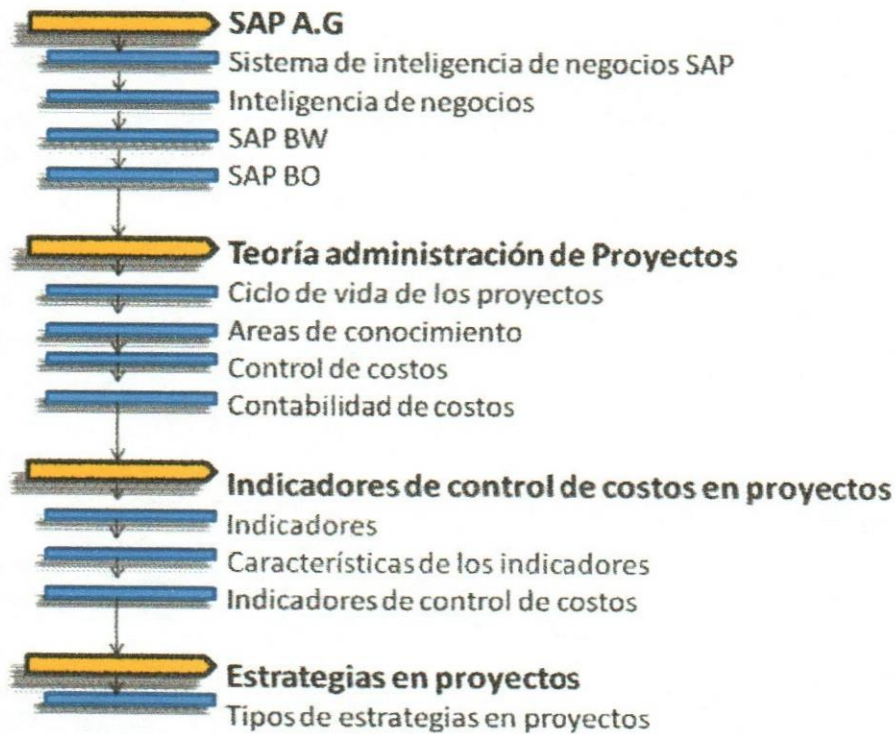 SAP A.G
Sistema de inteligencia de negocios SAP
Inteligencia de negocios
SAP BW
SAP BO
Teoría administración de Proyectos
Ciclo de vida de los proyectos
Areas de conocimiento
Control de costos
Contabilidad de costos
Indicadores de control de costos en proyectos
Indicadores
Característícas de los indicadores
Indicadores de control de costos
Estrategias en proyectos
Tipos de estrategias en proyectos